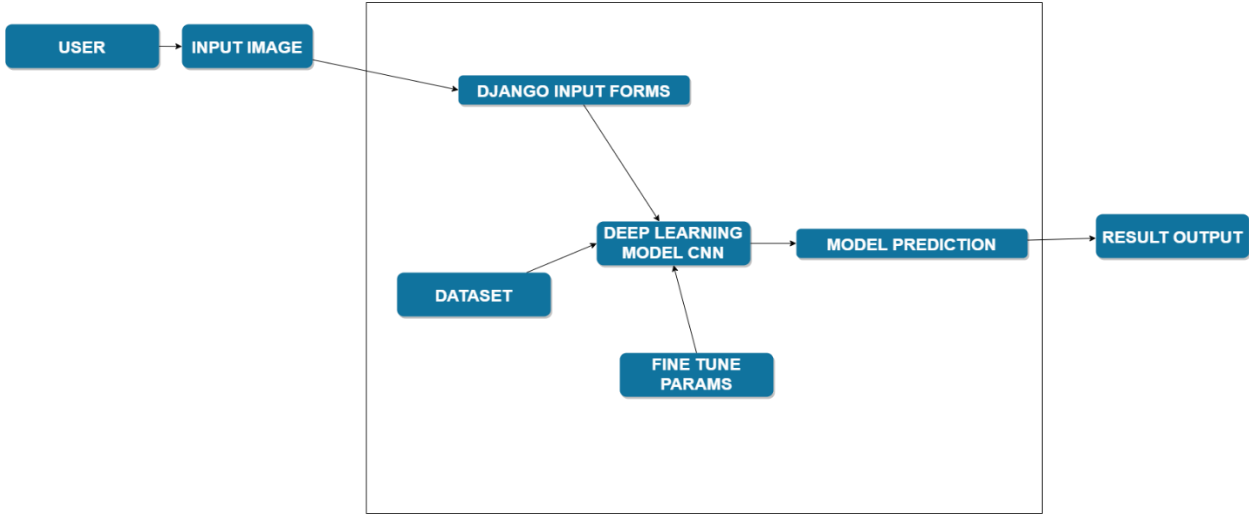 USER
INPUT IMAGE
DJANGO INPUT FORMS
DEEP LEARNING
MODEL CNN
MODEL PREDICTION
RESULT OUTPUT
DATASET
FINE TUNE
PARAMS